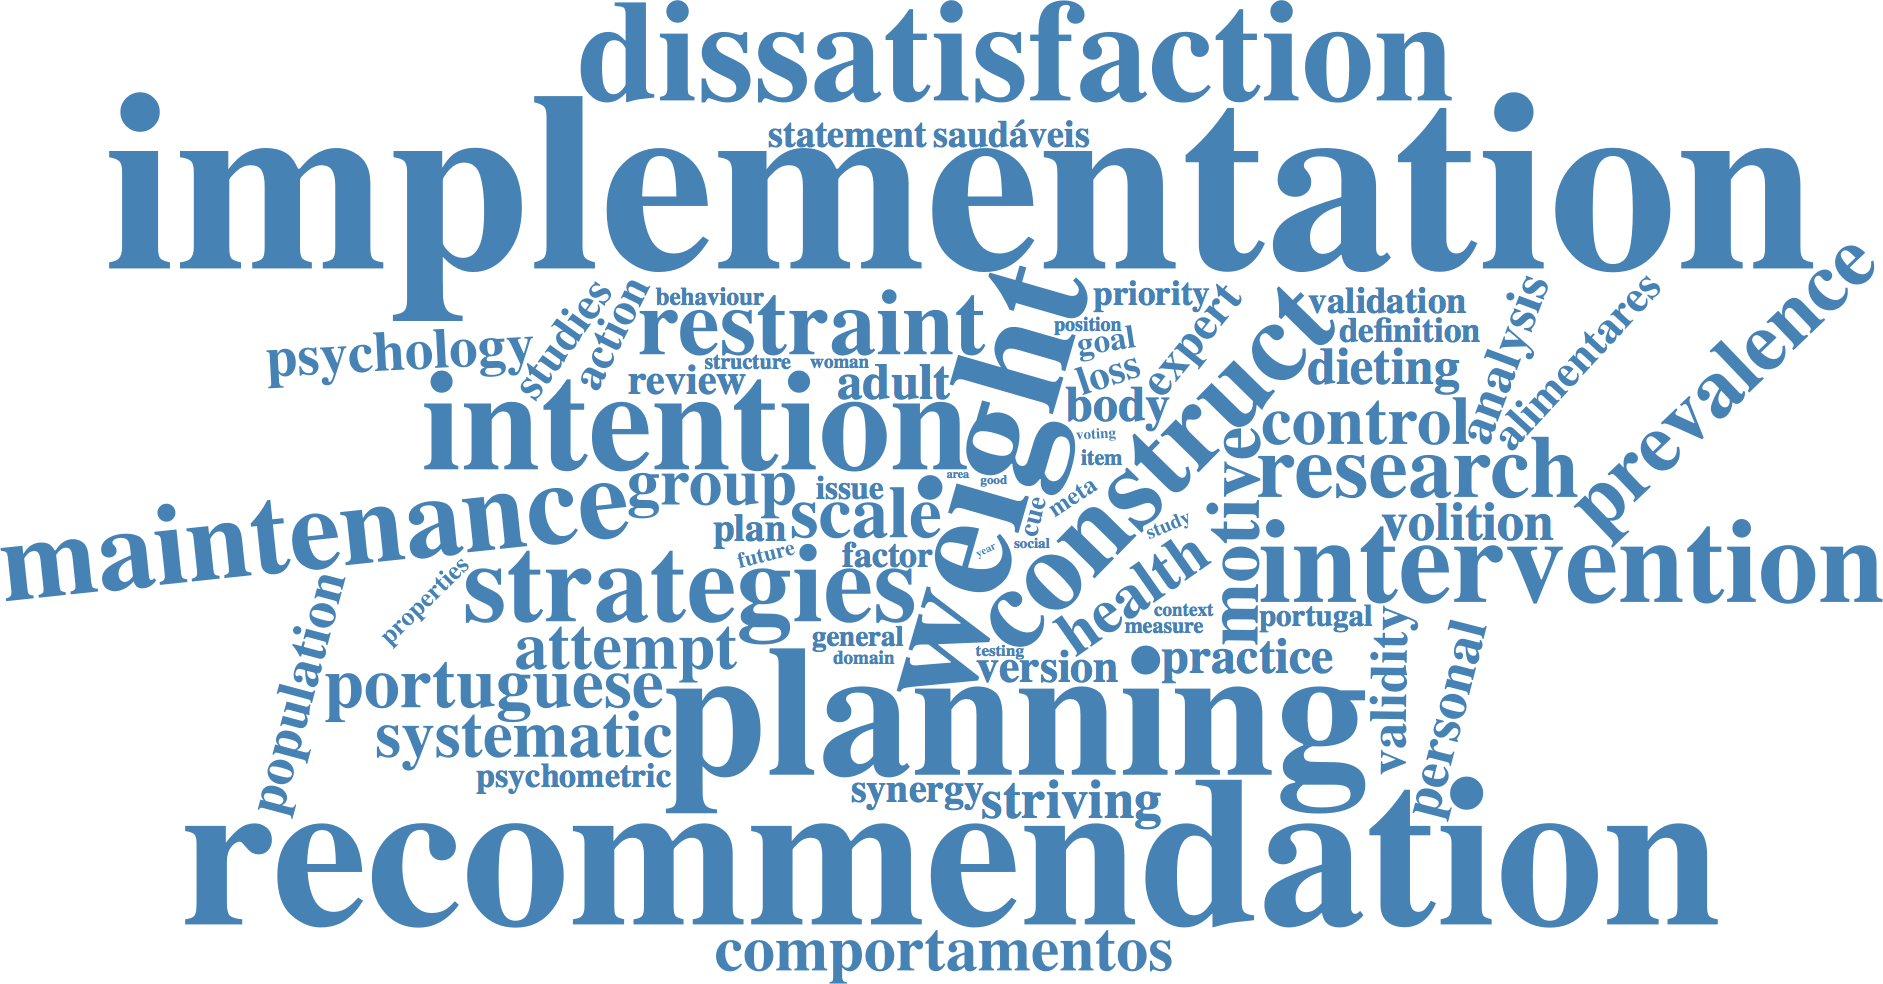 dissatisfaction
statement saudáveis
implementation
behaviour
priority
validation
prevalence
studies
action
restraint
position
expert
definition
analysis
alimentares
psychology
structure
woman
goal
review
adult
loss
dieting
intention
weight
body
construct
control
voting
item
area
good
research
maintenance
group
issue
scale
cue
meta
motive
plan
study
volition
future
factor
year
social
intervention
properties
strategies
health
context
measure
portugal
population
attempt
general
domain
testing
version
practice
validity
personal
portuguese
planning
systematic
psychometric
synergy
striving
recommendation
comportamentos